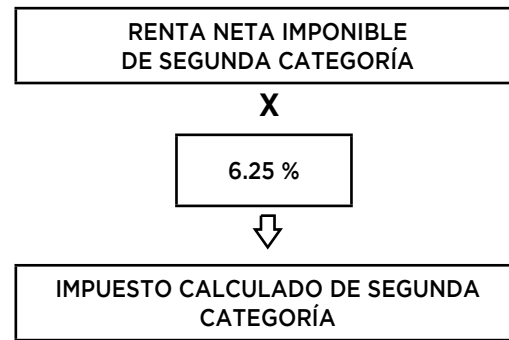 RENTA NETA IMPONIBLE
DE SEGUNDA CATEGORÍA
X
6.25 %
IMPUESTO CALCULADO DE SEGUNDA
CATEGORÍA